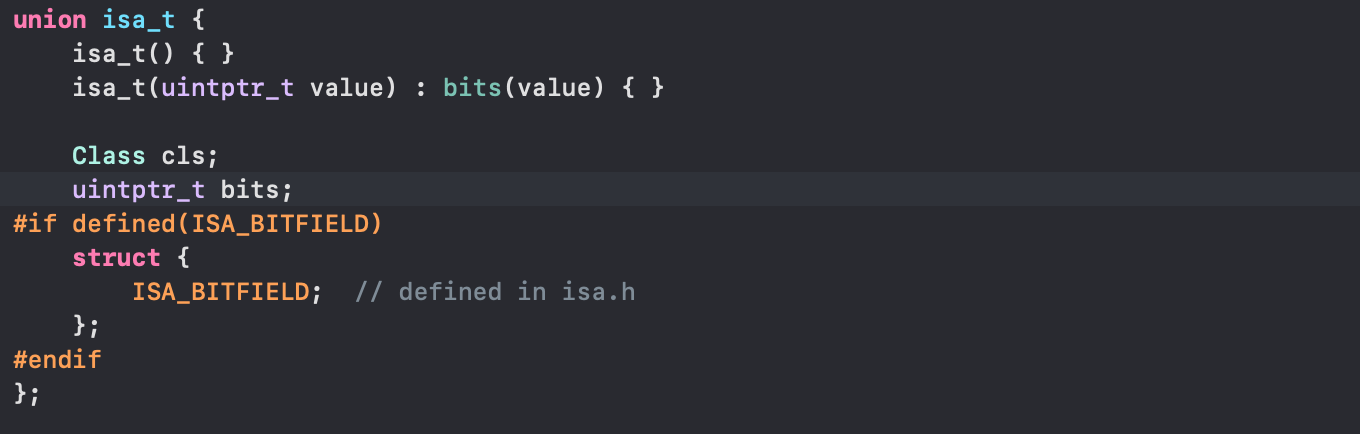 union isa_t {
    isa_t() { }
    isa_t(uintptr_t value) : bits(value) { }

    Class cls;
    uintptr_t bits;
#if defined(ISA_BITFIELD)
    struct {
        ISA_BITFIELD;  // defined in isa.h
    };
#endif
};